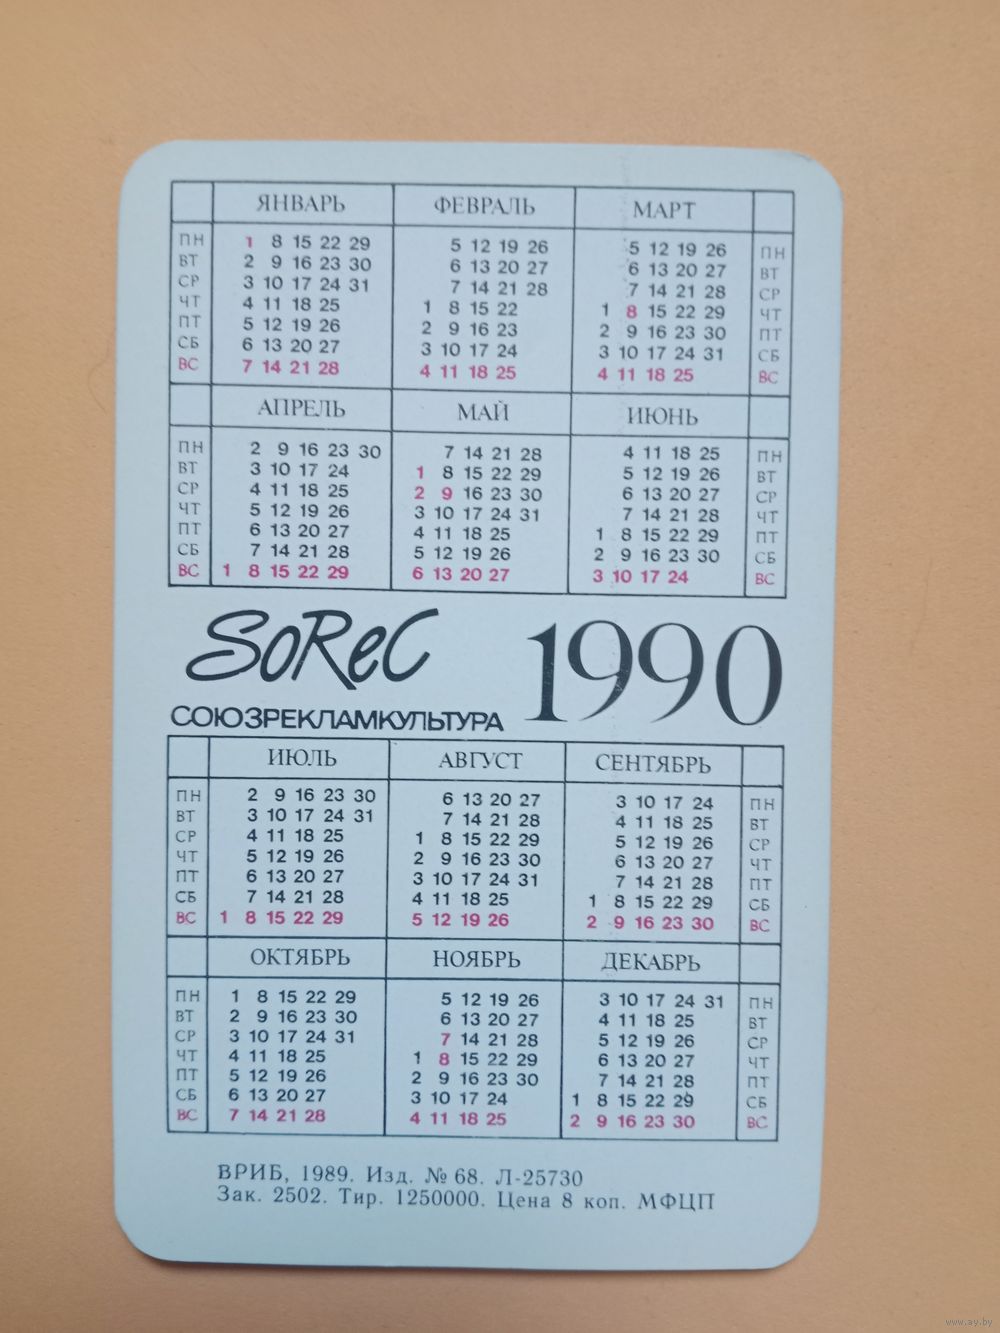 ЯНВАРЬ ФЕВРАЛЬ МАРТ
ПН 1 8 15 22 29 5 12 19 26 5 12 19 26 ПН
ВТ 2 9 16 23 30 6 13 20 27 6 13 20 27 ВТ
СР 3 10 17 24 31 7 14 21 28 7 14 21 28 СР
ЧТ 4 11 18 25 1 8 15 22 1 8 15 22 29 ЧТ
ПТ 5 12 19 26 2 9 16 23 2 9 16 23 30 ПТ
СБ 6 13 20 27 3 10 17 24 3 10 17 24 31 СБ
ВС 7 14 21 28 4 11 18 25 4 11 18 25 ВС
АПРЕЛЬ МАЙ ИЮНЬ
ПН 2 9 16 23 30 7 14 21 28 4 11 18 25 ПН
ВТ 3 10 17 24 1 8 15 22 29 5 12 19 26 ВТ
СР 4 11 18 25 2 9 16 23 30 6 13 20 27 СР
ЧТ 5 12 19 26 3 10 17 24 31 7 14 21 28 ЧТ
ПТ 6 13 20 27 4 11 18 25 1 8 15 22 29 ПТ
СБ 7 14 21 28 5 12 19 26 2 9 16 23 30 СБ
ВС 1 8 15 22 29 6 13 20 27 3 10 17 24 ВС
SoReC 1990
СОЮЗРЕКЛАМКУЛЬТУРА
ИЮЛЬ АВГУСТ СЕНТЯБРЬ
ПН 2 9 16 23 30 6 13 20 27 3 10 17 24 ПН
ВТ 3 10 17 24 31 7 14 21 28 4 11 18 25 ВТ
СР 4 11 18 25 1 8 15 22 29 5 12 19 26 СР
ЧТ 5 12 19 26 2 9 16 23 30 6 13 20 27 ЧТ
ПТ 6 13 20 27 3 10 17 24 31 7 14 21 28 ПТ
СБ 7 14 21 28 4 11 18 25 1 8 15 22 29 СБ
ВС 1 8 15 22 29 5 12 19 26 2 9 16 23 30 ВС
ОКТЯБРЬ НОЯБРЬ ДЕКАБРЬ
ПН 1 8 15 22 29 5 12 19 26 3 10 17 24 31 ПН
ВТ 2 9 16 23 30 6 13 20 27 4 11 18 25 ВТ
СР 3 10 17 24 31 7 14 21 28 5 12 19 26 СР
ЧТ 4 11 18 25 1 8 15 22 29 6 13 20 27 ЧТ
ПТ 5 12 19 26 2 9 16 23 30 7 14 21 28 ПТ
СБ 6 13 20 27 3 10 17 24 1 8 15 22 29 СБ
ВС 7 14 21 28 4 11 18 25 2 9 16 23 30 ВС
ВРИБ, 1989. Изд. № 68. Л-25730
Зак. 2502. Тир. 1250000. Цена 8 коп. МФЦП
www.ay.by